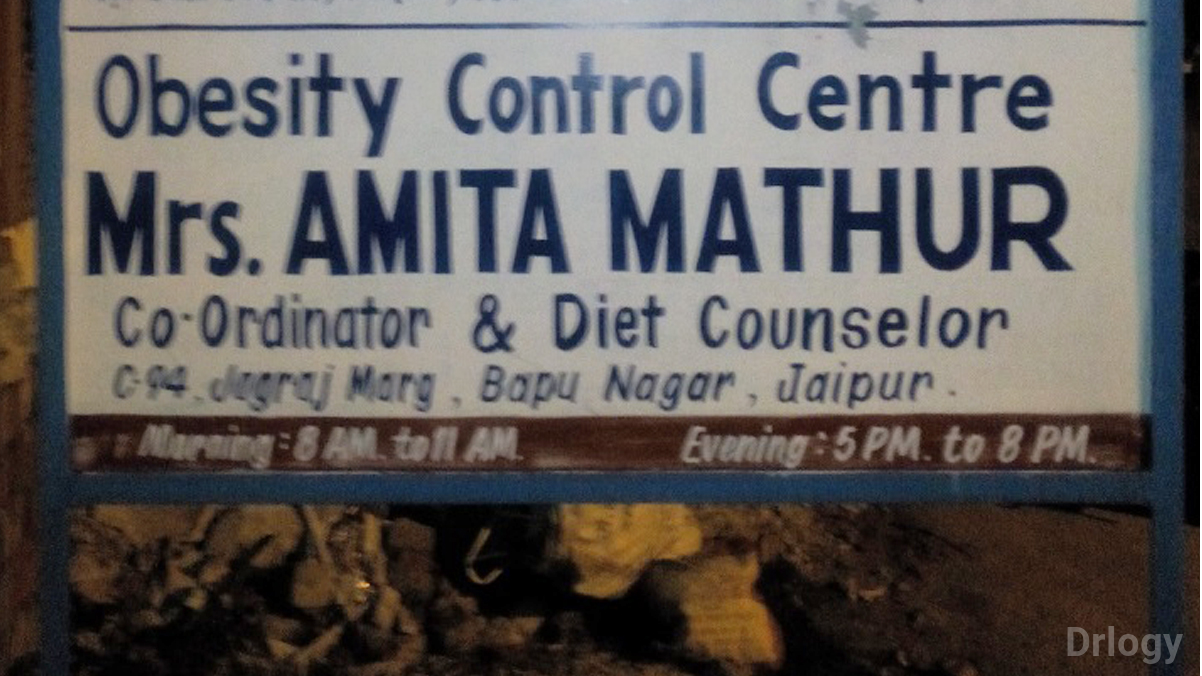 Obesity Control Centre
Mrs. AMITA MATHUR
Co-Ordinator & Diet Counselor
C-94, Jagraj Marg, Bapu Nagar, Jaipur.
Morning: 8 AM. to 11 AM. Evening: 5 PM. to 8 PM.
Drlogy